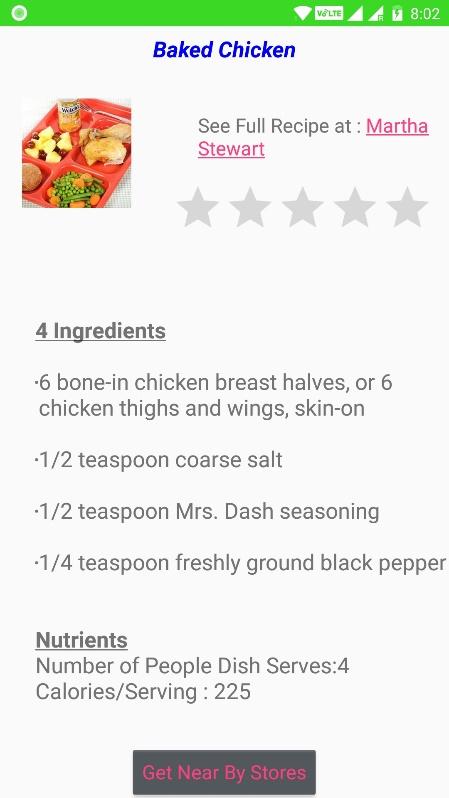 VoLTE 8:02
Baked Chicken
See Full Recipe at : Martha
Stewart
4 Ingredients
·6 bone-in chicken breast halves, or 6
chicken thighs and wings, skin-on
·1/2 teaspoon coarse salt
·1/2 teaspoon Mrs. Dash seasoning
·1/4 teaspoon freshly ground black pepper
Nutrients
Number of People Dish Serves:4
Calories/Serving : 225
Get Near By Stores